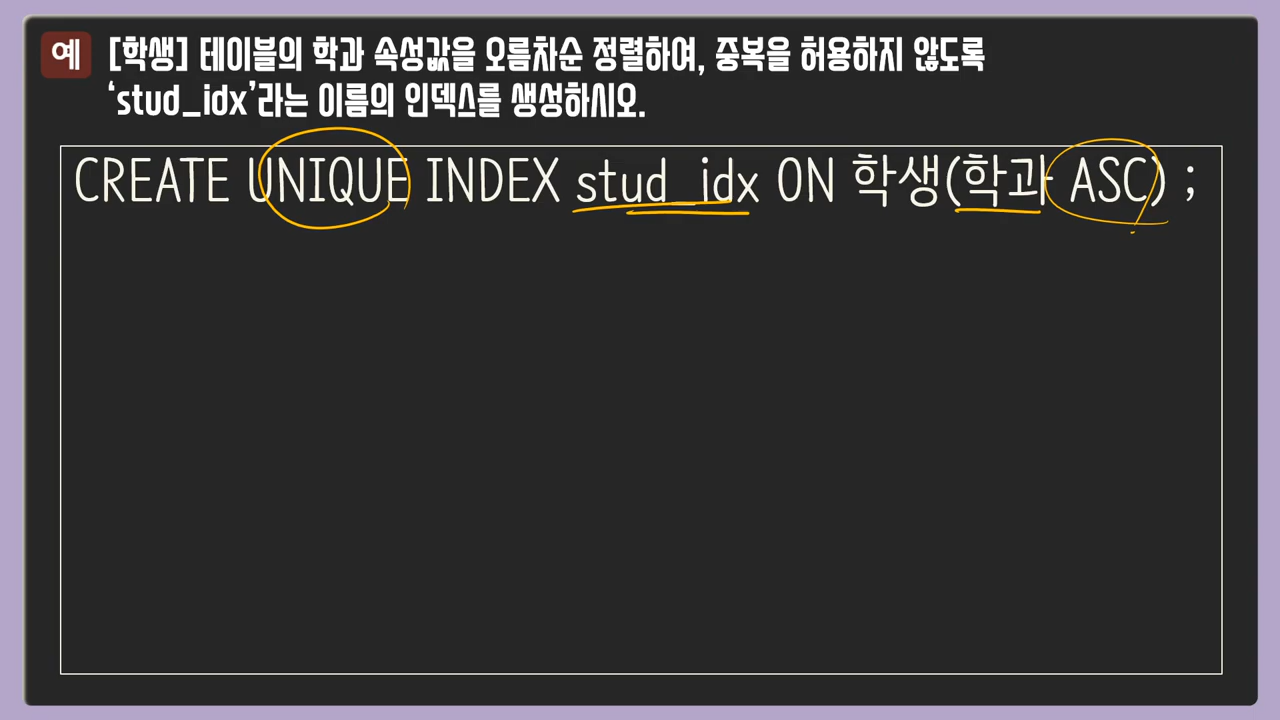 예 [학생] 테이블의 학과 속성값을 오름차순 정렬하여, 중복을 허용하지 않도록
‘stud_idx’라는 이름의 인덱스를 생성하시오.
CREATE UNIQUE INDEX stud_idx ON 학생(학과 ASC) ;